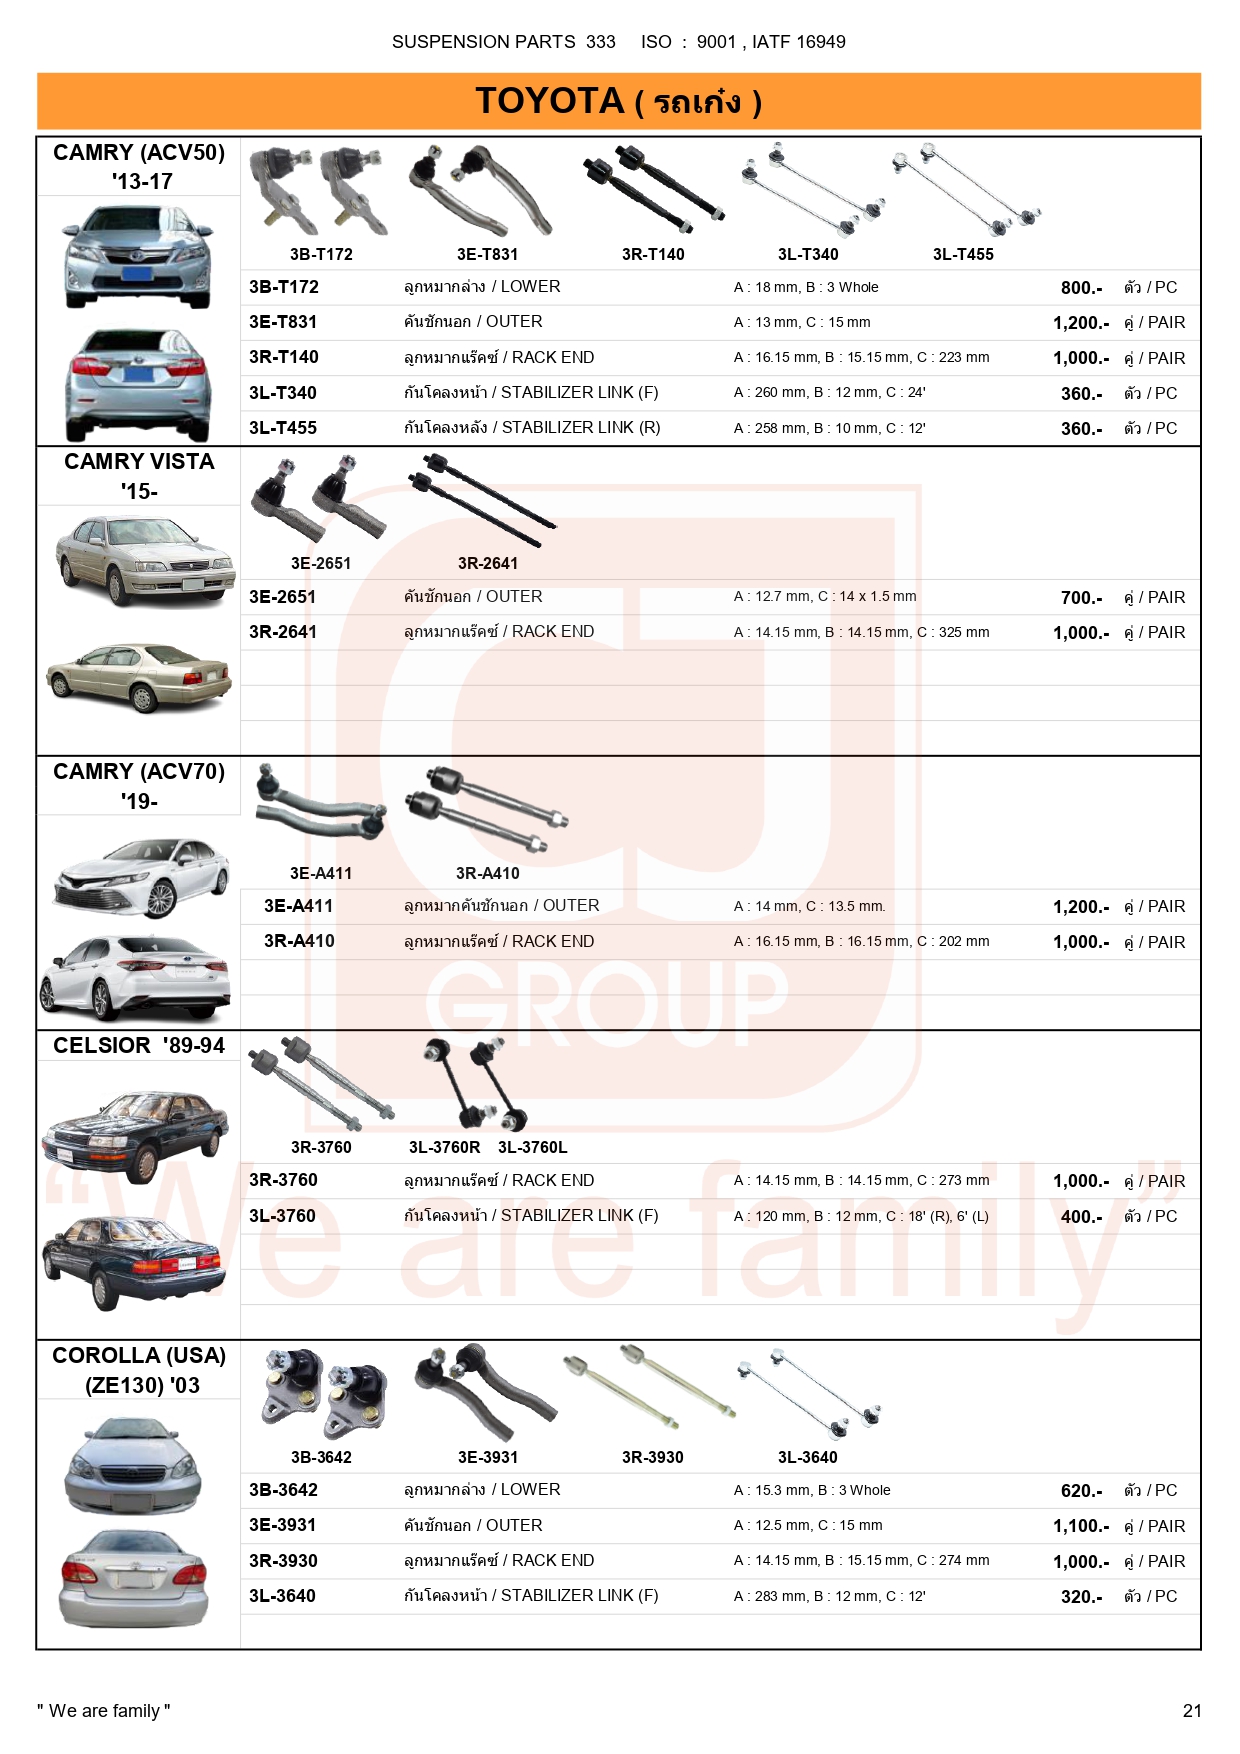 SUSPENSION PARTS 333 ISO : 9001 , IATF 16949
TOYOTA ( รถเก๋ง )
CAMRY (ACV50)
'13-17
3B-T172 3E-T831 3R-T140 3L-T340 3L-T455
3B-T172 ลูกหมากล่าง / LOWER A : 18 mm, B : 3 Whole 800.- ตัว / PC
3E-T831 คันชักนอก / OUTER A : 13 mm, C : 15 mm 1,200.- คู่ / PAIR
3R-T140 ลูกหมากแร๊คซ์ / RACK END A : 16.15 mm, B : 15.15 mm, C : 223 mm 1,000.- คู่ / PAIR
3L-T340 กันโคลงหน้า / STABILIZER LINK (F) A : 260 mm, B : 12 mm, C : 24' 360.- ตัว / PC
3L-T455 กันโคลงหลัง / STABILIZER LINK (R) A : 258 mm, B : 10 mm, C : 12' 360.- ตัว / PC
CAMRY VISTA
'15-
3E-2651 3R-2641
3E-2651 คันชักนอก / OUTER A : 12.7 mm, C : 14 x 1.5 mm 700.- คู่ / PAIR
3R-2641 ลูกหมากแร๊คซ์ / RACK END A : 14.15 mm, B : 14.15 mm, C : 325 mm 1,000.- คู่ / PAIR
CAMRY (ACV70)
'19-
3E-A411 3R-A410
3E-A411 ลูกหมากคันชักนอก / OUTER A : 14 mm, C : 13.5 mm. 1,200.- คู่ / PAIR
3R-A410 ลูกหมากแร๊คซ์ / RACK END A : 16.15 mm, B : 16.15 mm, C : 202 mm 1,000.- คู่ / PAIR
CJ
GROUP
CELSIOR '89-94
3R-3760 3L-3760R 3L-3760L
3R-3760 ลูกหมากแร๊คซ์ / RACK END A : 14.15 mm, B : 14.15 mm, C : 273 mm 1,000.- คู่ / PAIR
3L-3760 กันโคลงหน้า / STABILIZER LINK (F) A : 120 mm, B : 12 mm, C : 18' (R), 6' (L) 400.- ตัว / PC
“We are family”
COROLLA (USA)
(ZE130) '03
3B-3642 3E-3931 3R-3930 3L-3640
3B-3642 ลูกหมากล่าง / LOWER A : 15.3 mm, B : 3 Whole 620.- ตัว / PC
3E-3931 คันชักนอก / OUTER A : 12.5 mm, C : 15 mm 1,100.- คู่ / PAIR
3R-3930 ลูกหมากแร๊คซ์ / RACK END A : 14.15 mm, B : 15.15 mm, C : 274 mm 1,000.- คู่ / PAIR
3L-3640 กันโคลงหน้า / STABILIZER LINK (F) A : 283 mm, B : 12 mm, C : 12' 320.- ตัว / PC
" We are family " 21